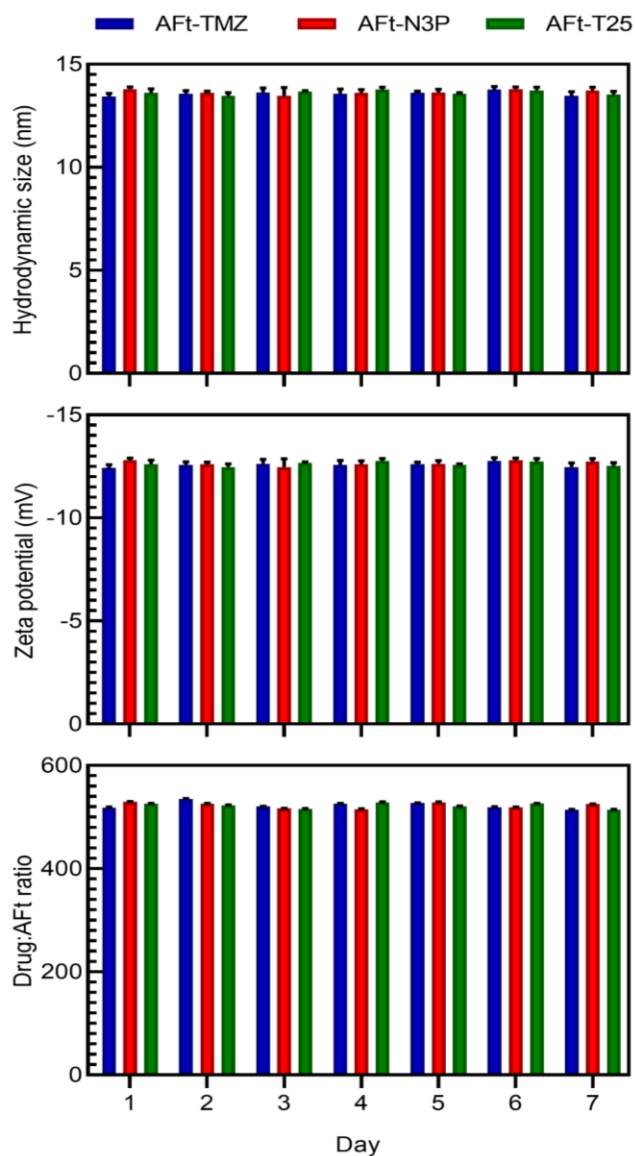 AFt-TMZ AFt-N3P AFt-T25
Hydrodynamic size (nm)
15
10
5
0
Zeta potential (mV)
-15
-10
-5
0
Drug:AFt ratio
600
400
200
0
1 2 3 4 5 6 7
Day